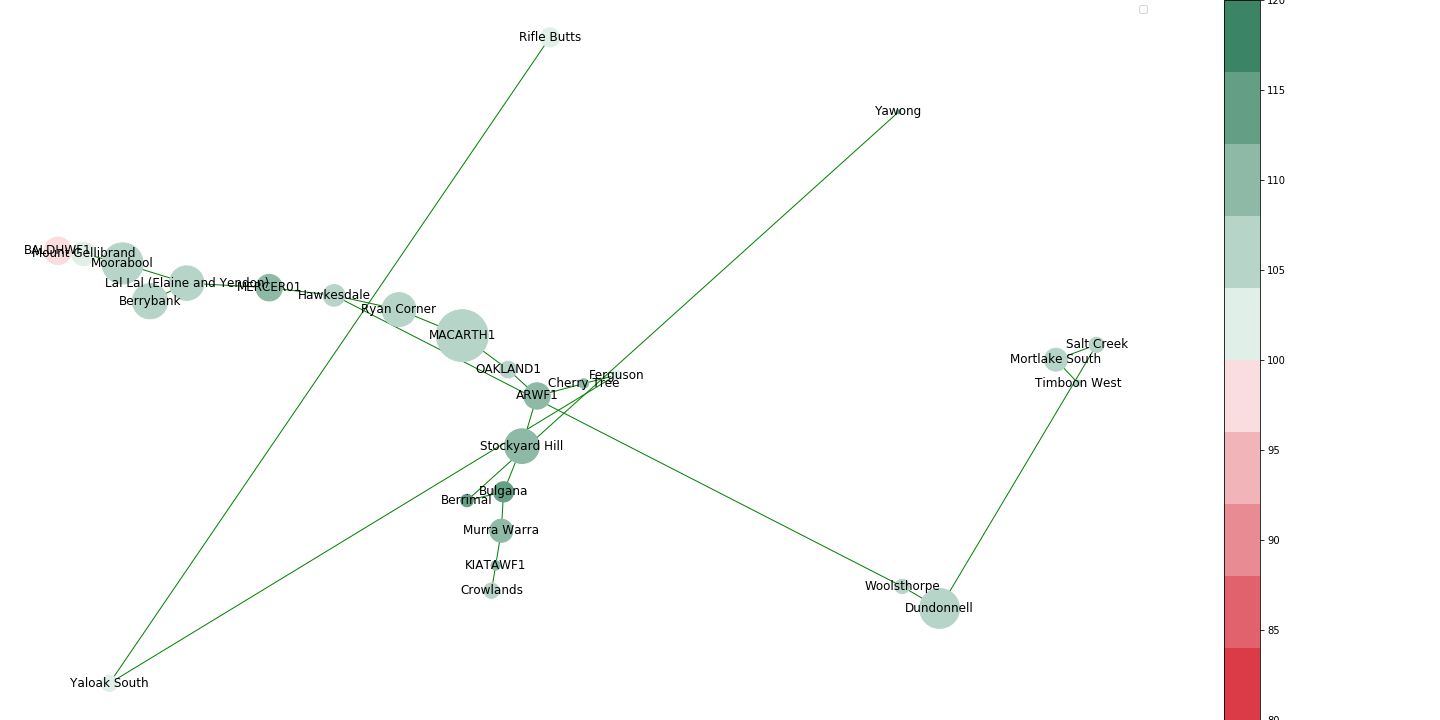 Rifle Butts
Yawong
BALDHWF1
Mount Gellibrand
Moorabool
Lal Lal (Elaine and Yendon)
MERCER01
Berrybank
Hawkesdale
Ryan Corner
MACARTH1
OAKLAND1
Cherry Tree
Ferguson
ARWF1
Salt Creek
Mortlake South
Timboon West
Stockyard Hill
Bulgana
Berrimal
Murra Warra
KIATAWF1
Crowlands
Woolsthorpe
Dundonnell
Yaloak South
120
115
110
105
100
95
90
85
80